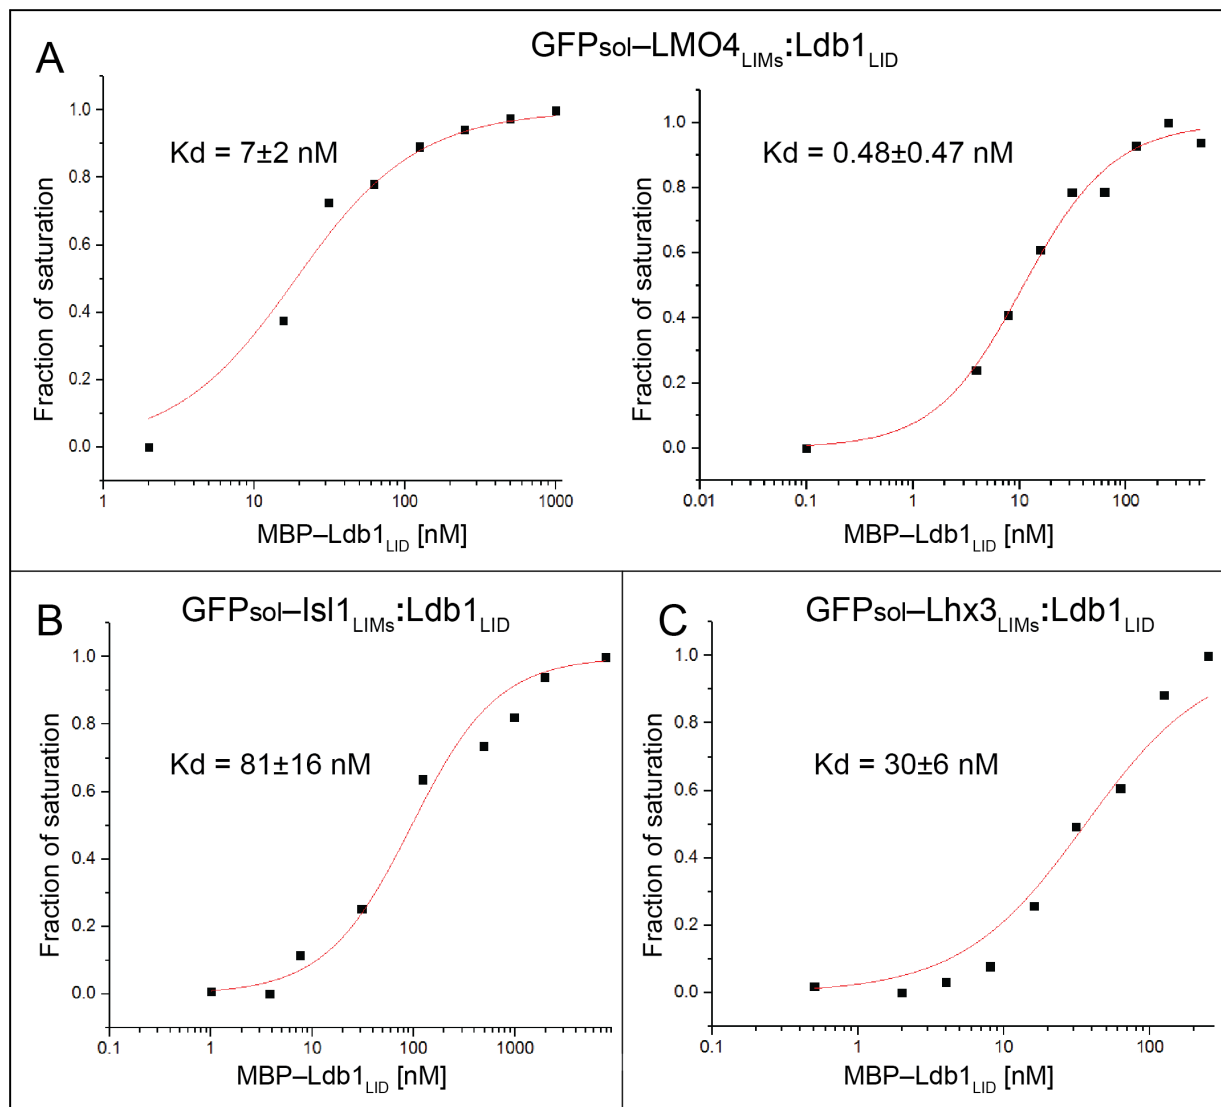 A
GFPsol–LMO4LIMs:Ldb1LID
Kd = 7±2 nM
Fraction of saturation
1.0
0.8
0.6
0.4
0.2
0.0
1
10
100
1000
MBP–Ldb1LID [nM]
Kd = 0.48±0.47 nM
Fraction of saturation
1.0
0.8
0.6
0.4
0.2
0.0
0.01
0.1
1
10
100
MBP–Ldb1LID [nM]
B
GFPsol–Isl1LIMs:Ldb1LID
Kd = 81±16 nM
Fraction of saturation
1.0
0.8
0.6
0.4
0.2
0.0
0.1
1
10
100
1000
MBP–Ldb1LID [nM]
C
GFPsol–Lhx3LIMs:Ldb1LID
Kd = 30±6 nM
Fraction of saturation
1.0
0.8
0.6
0.4
0.2
0.0
0.1
1
10
100
MBP–Ldb1LID [nM]